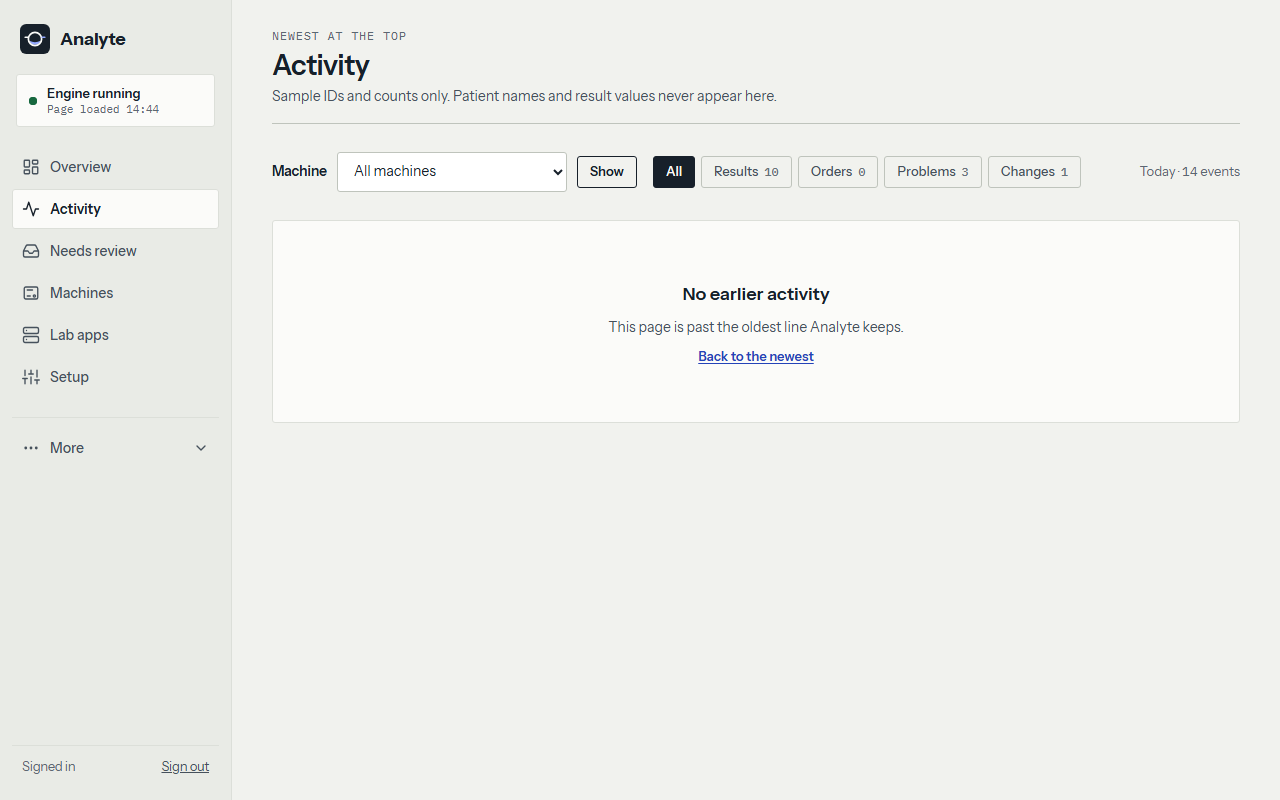 Analyte
Engine running
Page loaded 14:44
Overview
Activity
Needs review
Machines
Lab apps
Setup
More
Signed in
Sign out
NEWEST AT THE TOP
Activity
Sample IDs and counts only. Patient names and result values never appear here.
Machine All machines Show All Results 10 Orders 0 Problems 3 Changes 1 Today · 14 events
No earlier activity
This page is past the oldest line Analyte keeps.
Back to the newest